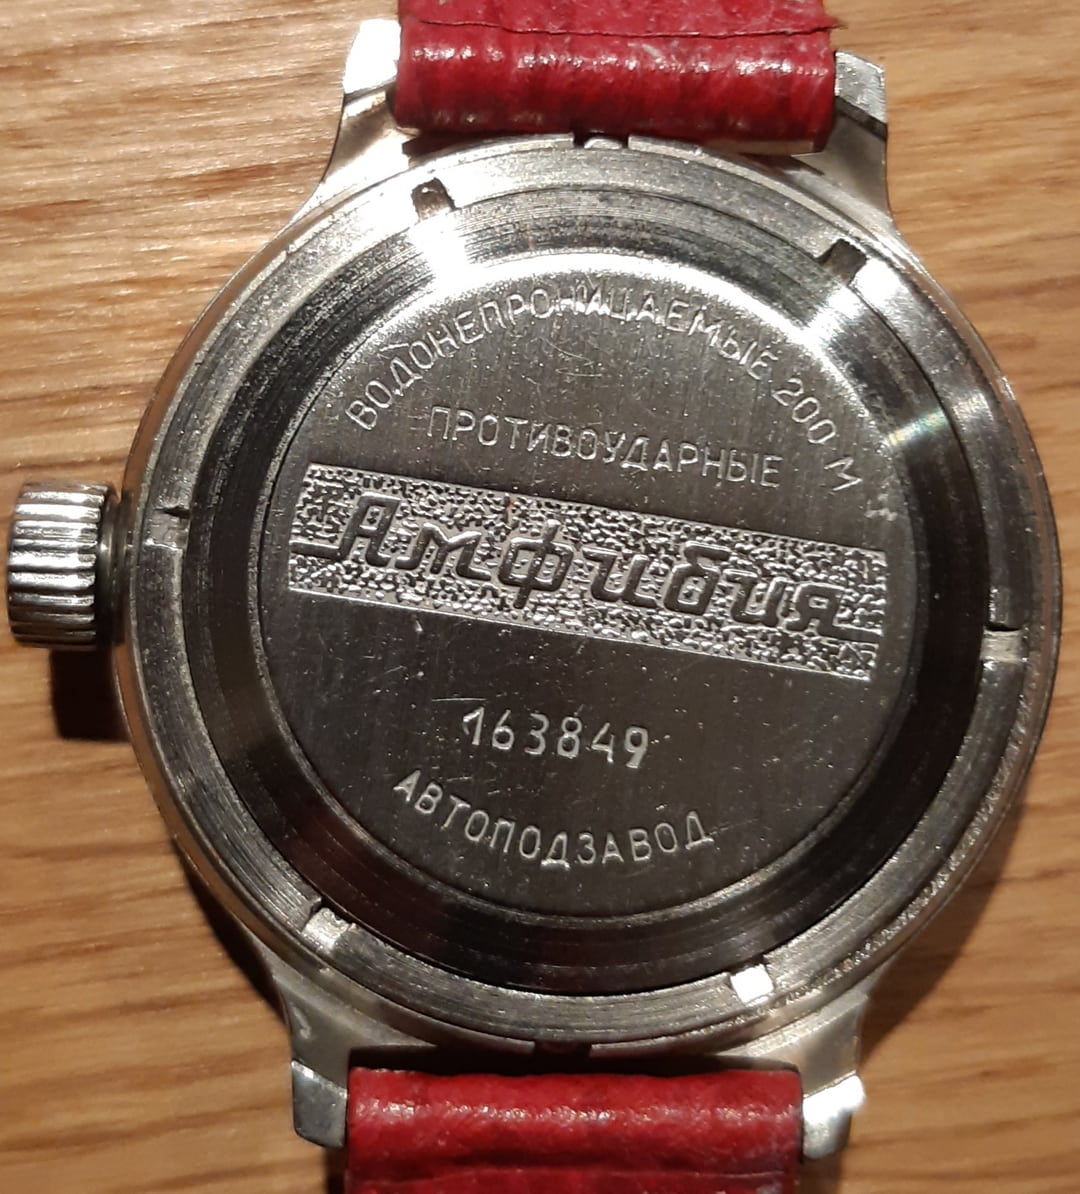 ВОДОНЕПРОНИЦАЕМЫЕ 200 М
ПРОТИВОУДАРНЫЕ
Амфибия
163849
АВТОПОДЗАВОД